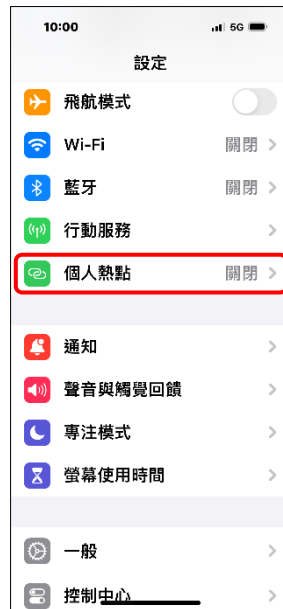 10:00 5G
設定
飛航模式
Wi-Fi 關閉
藍牙 關閉
行動服務
個人熱點 關閉
通知
聲音與觸覺回饋
專注模式
螢幕使用時間
一般
控制中心